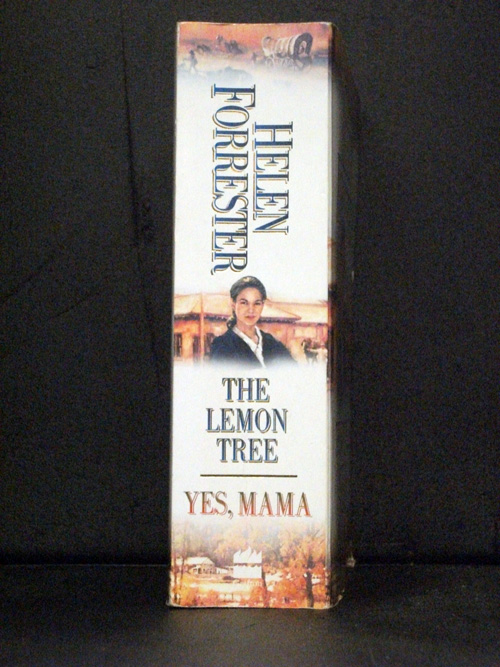 HELEN
FORRESTER
THE
LEMON
TREE
YES, MAMA